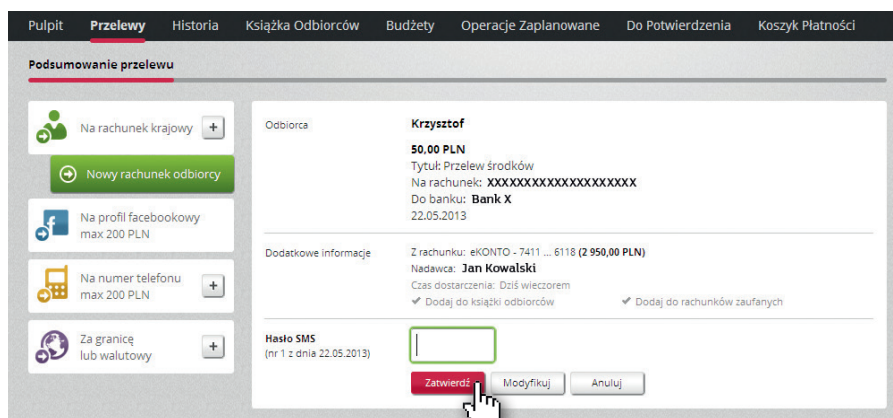 Pulpit Przelewy Historia Książka Odbiorców Budżety Operacje Zaplanowane Do Potwierdzenia Koszyk Płatności
Podsumowanie przelewu
Na rachunek krajowy +
Nowy rachunek odbiorcy
Na profil facebookowy
max 200 PLN
Na numer telefonu
max 200 PLN +
Za granicę
lub walutowy +
Odbiorca Krzysztof
50,00 PLN
Tytuł: Przelew środków
Na rachunek: XXXXXXXXXXXXXXXXXXXX
Do banku: Bank X
22.05.2013
Dodatkowe informacje Z rachunku: eKONTO - 7411 ... 6118 (2 950,00 PLN)
Nadawca: Jan Kowalski
Czas dostarczenia: Dziś wieczorem
Dodaj do książki odbiorców Dodaj do rachunków zaufanych
Hasło SMS
(nr 1 z dnia 22.05.2013)
Zatwierdź Modyfikuj Anuluj